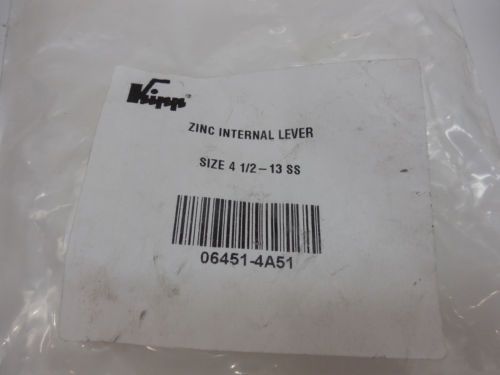 Kipp®
ZINC INTERNAL LEVER
SIZE 4 1/2-13 SS
06451-4A51